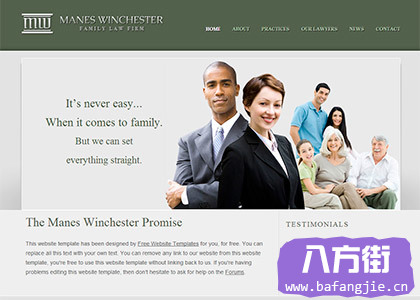 MW MANES WINCHESTER
FAMILY LAW FIRM
HOME ABOUT PRACTICES OUR LAWYERS NEWS CONTACT
It's never easy...
When it comes to family.
But we can set
everything straight.
The Manes Winchester Promise
This website template has been designed by Free Website Templates for you, for free. You can
replace all this text with your own text. You can remove any link to our website from this
website template, you're free to use this website template without linking back to us. If you're having
problems editing this website template, then don't hesitate to ask for help on the Forums.
TESTIMONIALS
八方街
www.bafangjie.cn